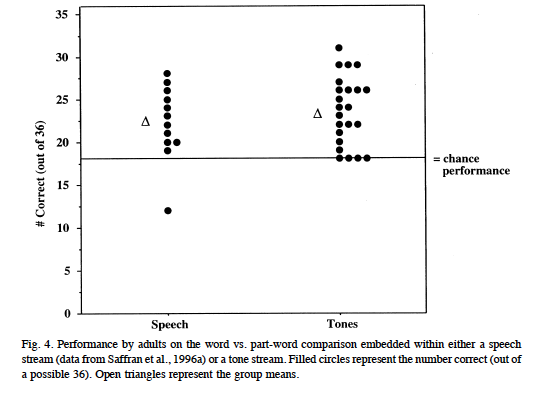 35
30
25
20
15
10
5
0
# Correct (out of 36)
Δ
Δ
= chance
performance
Speech
Tones
Fig. 4. Performance by adults on the word vs. part-word comparison embedded within either a speech
stream (data from Saffran et al., 1996a) or a tone stream. Filled circles represent the number correct (out of
a possible 36). Open triangles represent the group means.